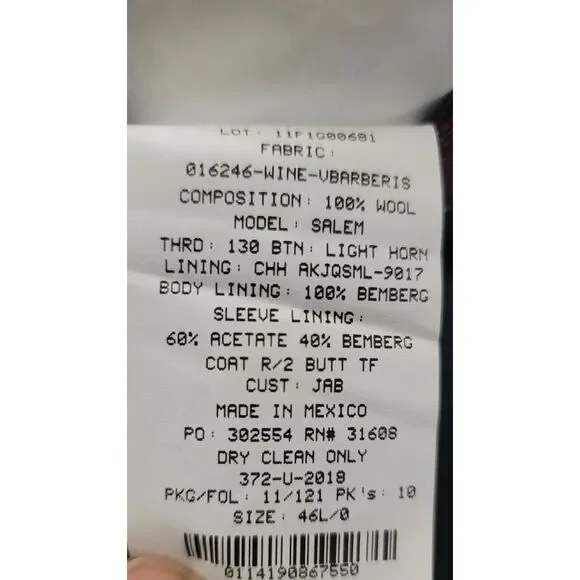 LOT: 11F1G00681
FABRIC:
016246-WINE-VBARBERIS
COMPOSITION: 100% WOOL
MODEL: SALEM
THRD: 130 BTN: LIGHT HORN
LINING: CHH AKJQSML-9017
BODY LINING: 100% BEMBERG
SLEEVE LINING:
60% ACETATE 40% BEMBERG
COAT R/2 BUTT TF
CUST: JAB
MADE IN MEXICO
PO: 302554 RN# 31608
DRY CLEAN ONLY
372-U-2018
PKG/FOL: 11/121 PK's: 10
SIZE: 46L/0
0114190867550